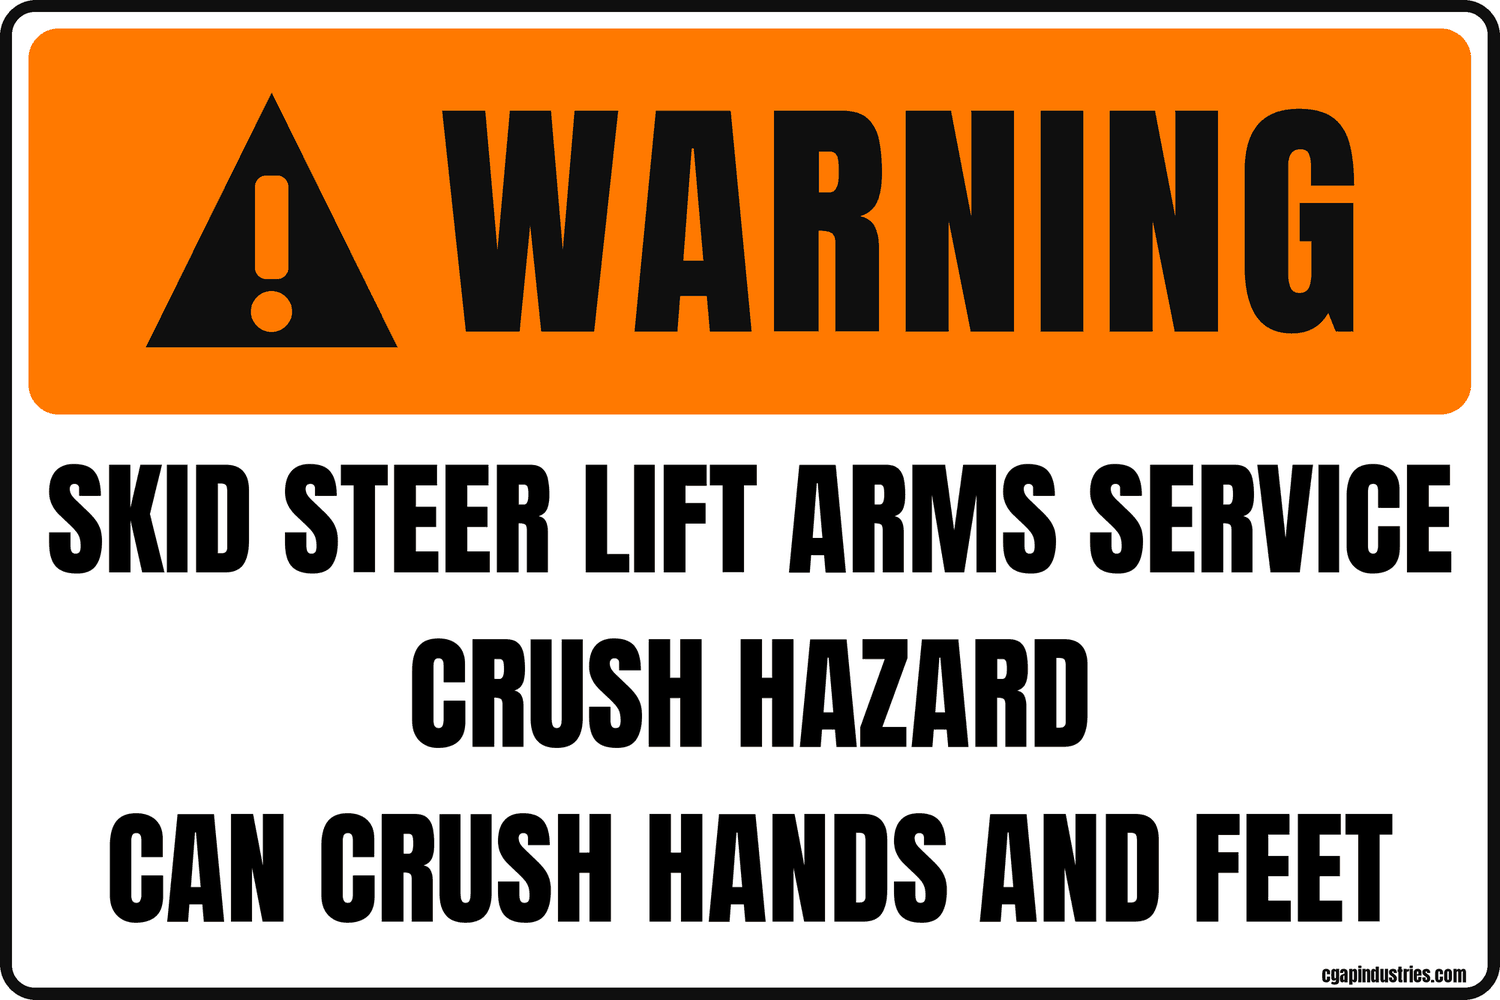 WARNING
SKID STEER LIFT ARMS SERVICE
CRUSH HAZARD
CAN CRUSH HANDS AND FEET
cgapindustries.com